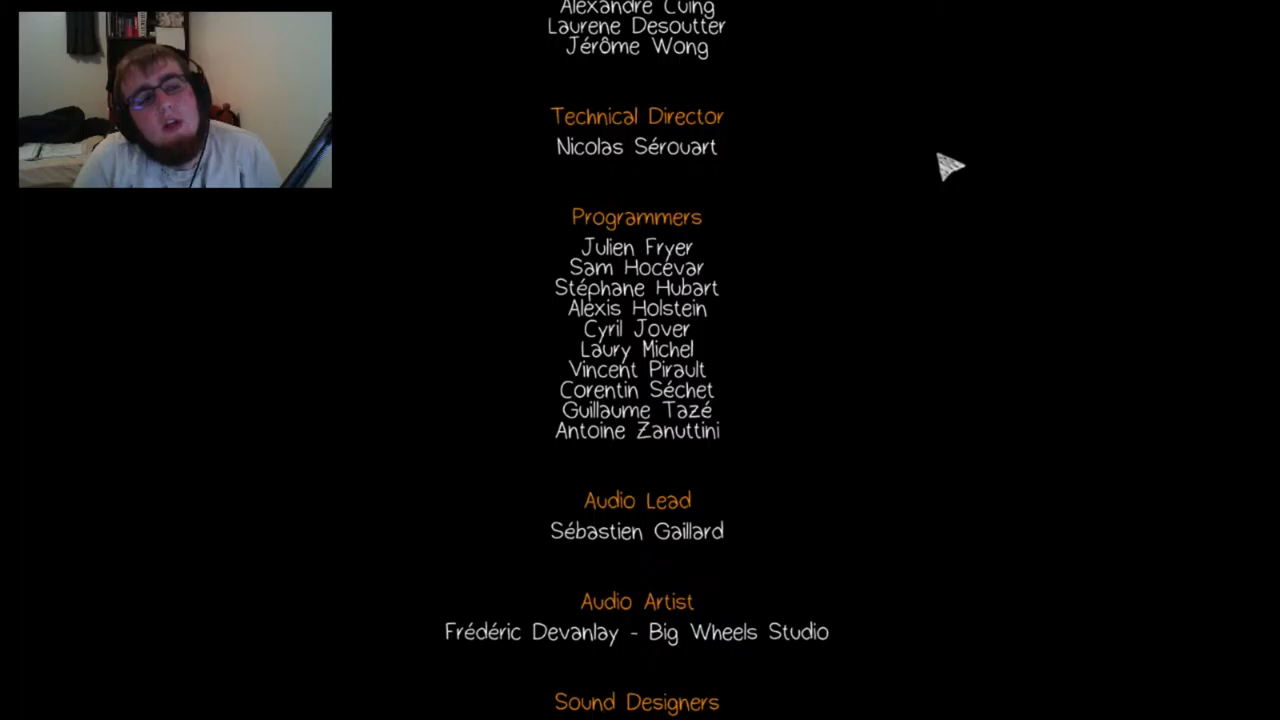 Alexandre Cuing
Laurene Desoutter
Jérôme Wong
Technical Director
Nicolas Sérouart
Programmers
Julien Fryer
Sam Hocevar
Stéphane Hubart
Alexis Holstein
Cyril Jover
Laury Michel
Vincent Pirault
Corentin Séchet
Guillaume Tazé
Antoine Zanuttini
Audio Lead
Sébastien Gaillard
Audio Artist
Frédéric Devanlay - Big Wheels Studio
Sound Designers